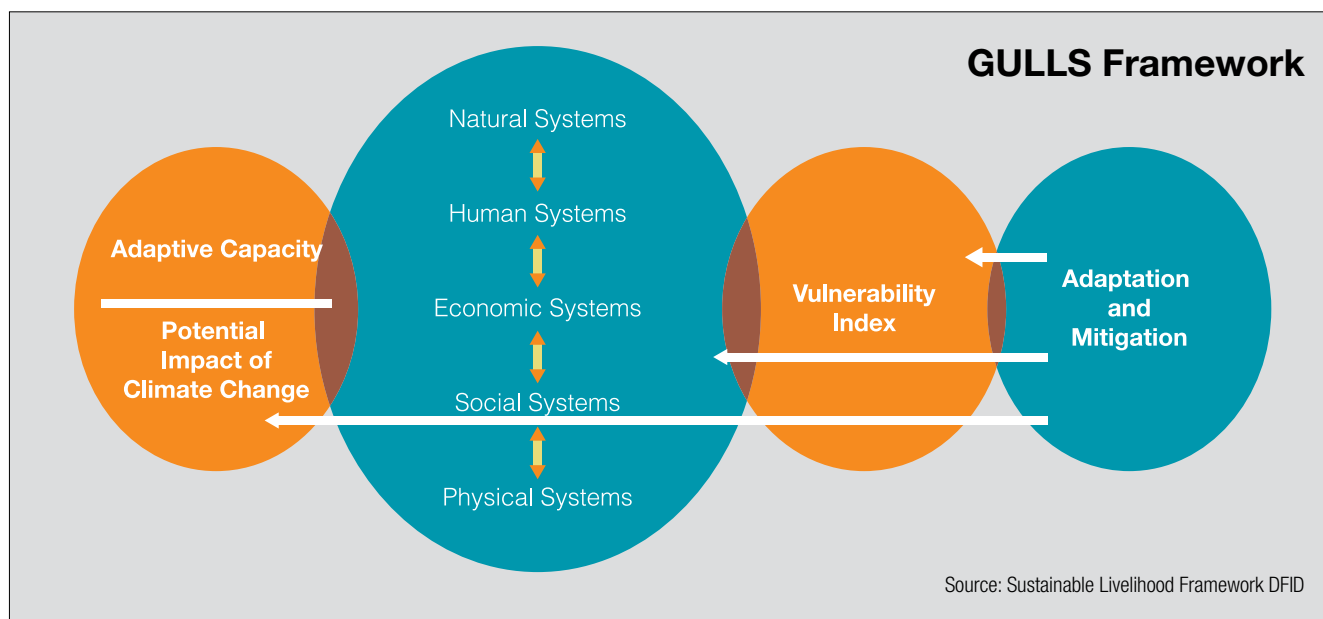 GULLS Framework
Natural Systems
Human Systems
Economic Systems
Social Systems
Physical Systems
Adaptive Capacity
Potential
Impact of
Climate Change
Vulnerability
Index
Adaptation
and
Mitigation
Source: Sustainable Livelihood Framework DFID